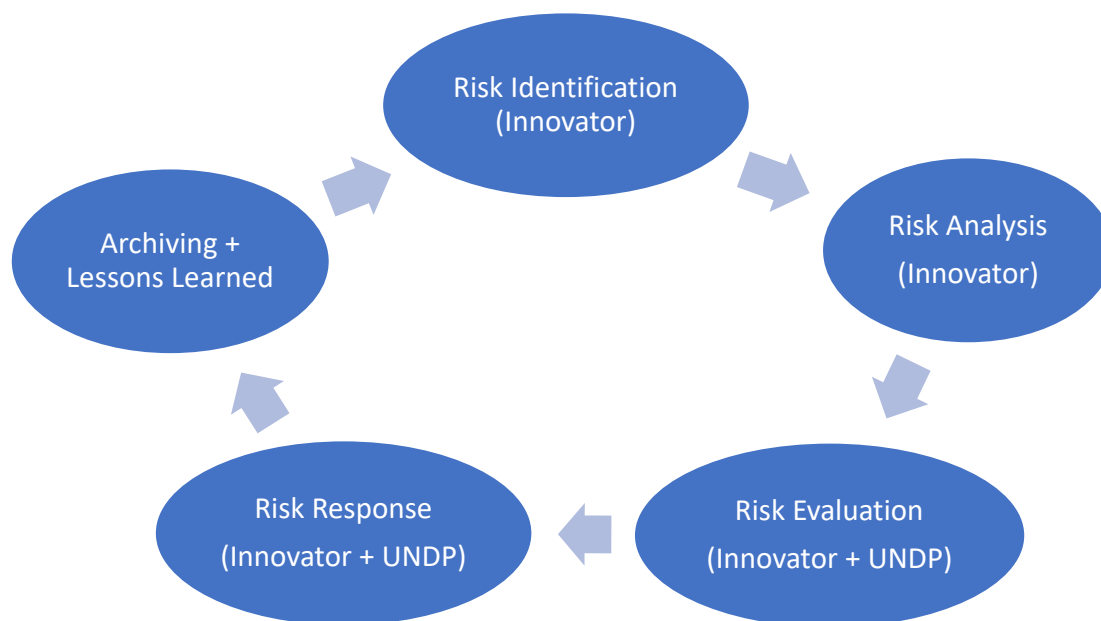 Risk Identification
(Innovator)
Risk Analysis
(Innovator)
Risk Evaluation
(Innovator + UNDP)
Risk Response
(Innovator + UNDP)
Archiving +
Lessons Learned